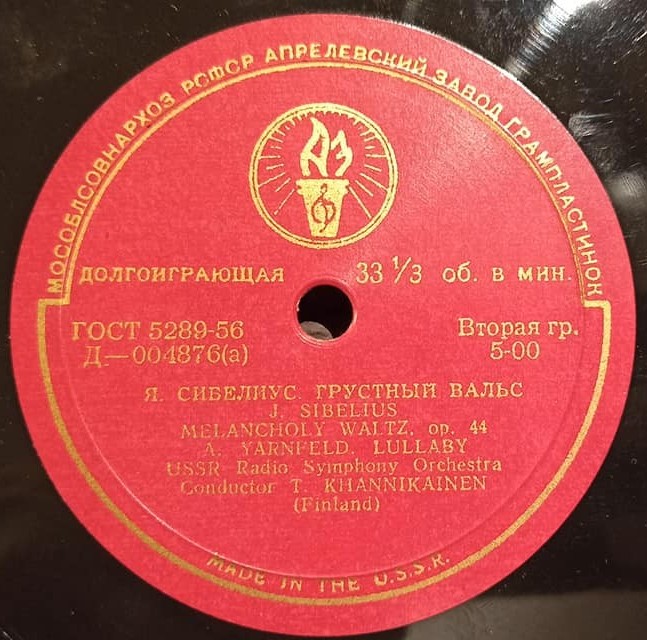 МОСОБЛСОВНАРХОЗ РСФСР АПРЕЛЕВСКИЙ ЗАВОД ГРАМПЛАСТИНОК
АЗ
ДОЛГОИГРАЮЩАЯ 33 1/3 об. в мин.
ГОСТ 5289-56 Вторая гр.
Д—004876(а) 5-00
Я. СИБЕЛИУС. ГРУСТНЫЙ ВАЛЬС
J. SIBELIUS
MELANCHOLY WALTZ, op. 44
A. YARNFELD. LULLABY
USSR Radio Symphony Orchestra
Conductor T. KHANNIKAINEN
(Finland)
MADE IN THE U.S.S.R.